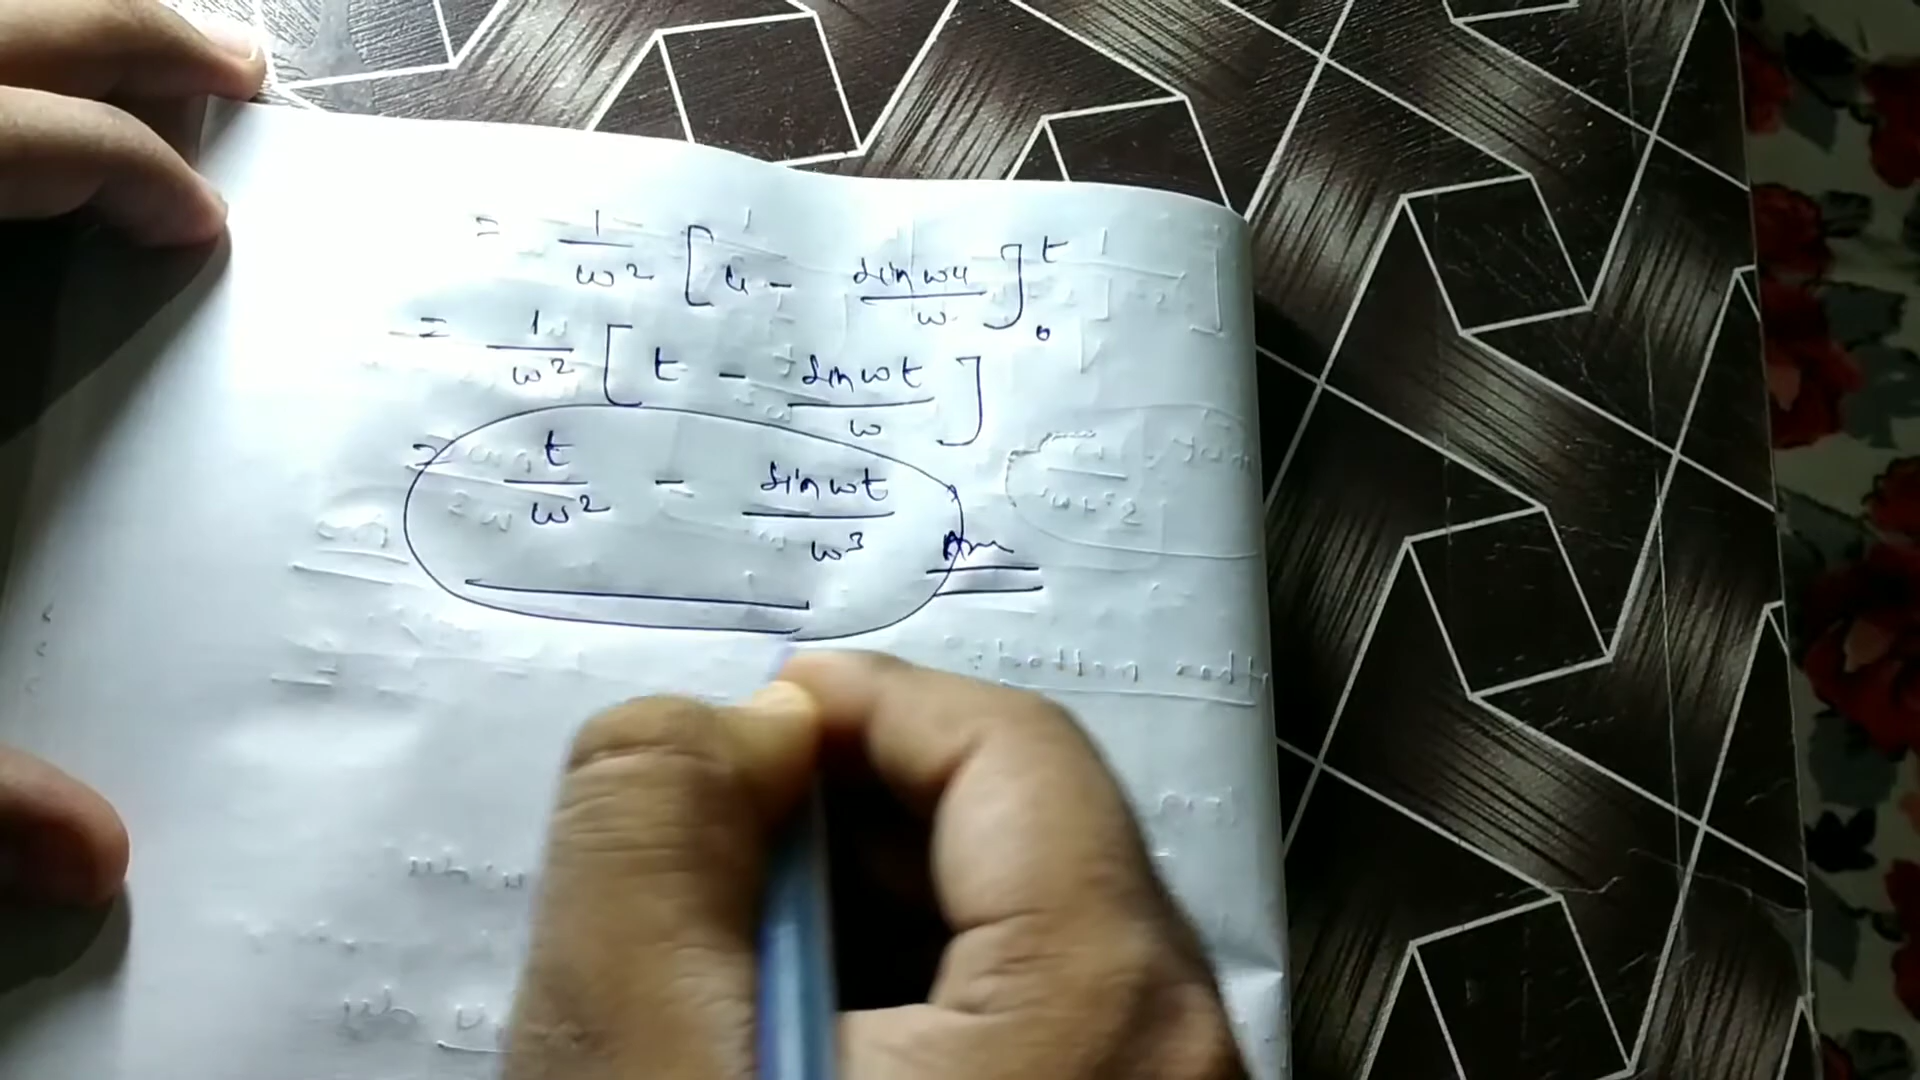 = 1/ω² [u - sin ωu/ω]₀ᵗ
= 1/ω² [t - sin ωt/ω]
= t/ω² - sin ωt/ω³ Ans